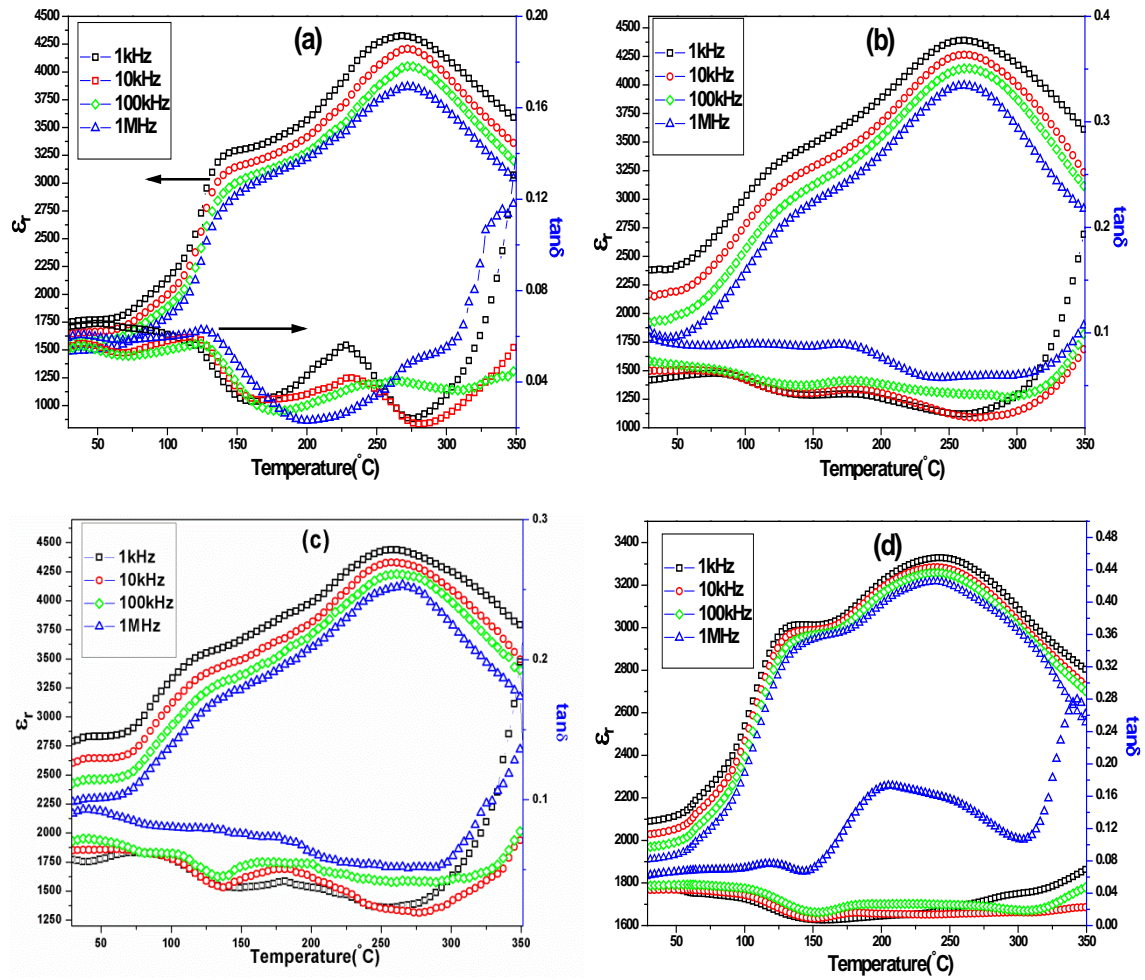 (a)
1kHz
10kHz
100kHz
1MHz
4500
4250
4000
3750
3500
3250
3000
2750
2500
2250
2000
1750
1500
1250
1000
εr
0.20
0.16
0.12
0.08
0.04
tanδ
50 100 150 200 250 300 350
Temperature(°C)
(b)
1kHz
10kHz
100kHz
1MHz
4500
4250
4000
3750
3500
3250
3000
2750
2500
2250
2000
1750
1500
1250
1000
εr
0.4
0.3
0.2
0.1
tanδ
50 100 150 200 250 300 350
Temperature(°C)
(c)
1kHz
10kHz
100kHz
1MHz
4500
4250
4000
3750
3500
3250
3000
2750
2500
2250
2000
1750
1500
1250
εr
0.3
0.2
0.1
tanδ
50 100 150 200 250 300 350
Temperature(°C)
(d)
1kHz
10kHz
100kHz
1MHz
3400
3200
3000
2800
2600
2400
2200
2000
1800
1600
εr
0.48
0.44
0.40
0.36
0.32
0.28
0.24
0.20
0.16
0.12
0.08
0.04
0.00
tanδ
50 100 150 200 250 300 350
Temperature(°C)